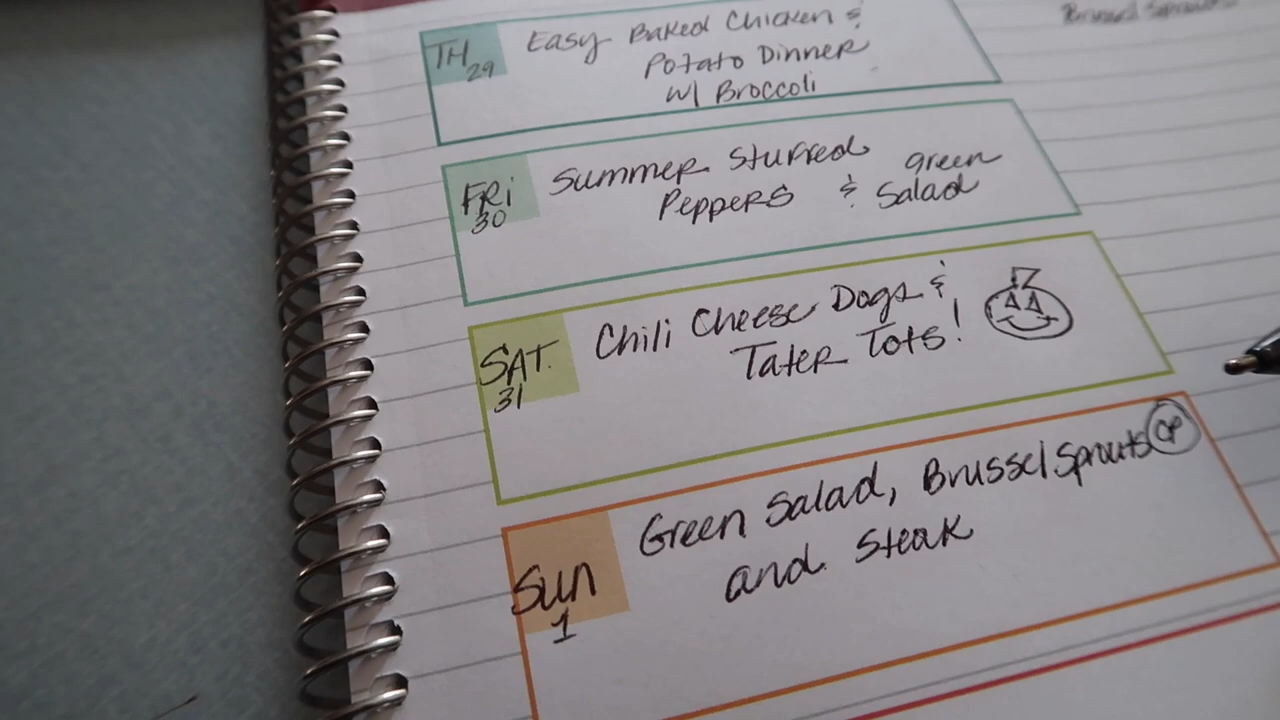 TH
29
Easy Baked Chicken &
Potato Dinner
w/ Broccoli
FRi
30
Summer Stuffed
Peppers & green
Salad
SAT.
31
Chili Cheese Dogs &
Tater Tots!
Sun
1
Green Salad, Brussel Sprouts CP
and Steak